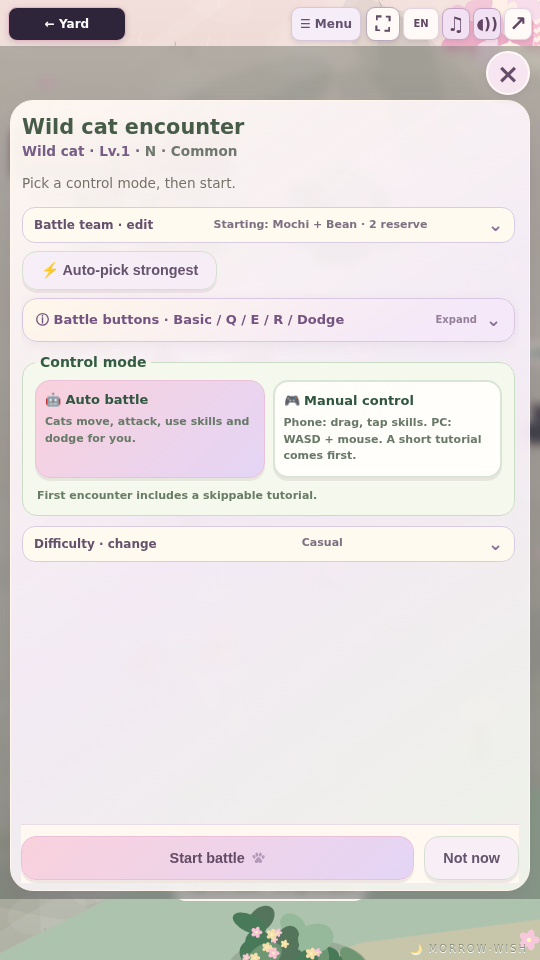 ← Yard
☰ Menu
EN
Wild cat encounter
Wild cat · Lv.1 · N · Common
Pick a control mode, then start.
Battle team · edit
Starting: Mochi + Bean · 2 reserve
⚡ Auto-pick strongest
ⓘ Battle buttons · Basic / Q / E / R / Dodge
Expand
Control mode
🤖 Auto battle
Cats move, attack, use skills and
dodge for you.
🎮 Manual control
Phone: drag, tap skills. PC:
WASD + mouse. A short tutorial
comes first.
First encounter includes a skippable tutorial.
Difficulty · change
Casual
Start battle 🐾
Not now
🌙 MORROW-WISH